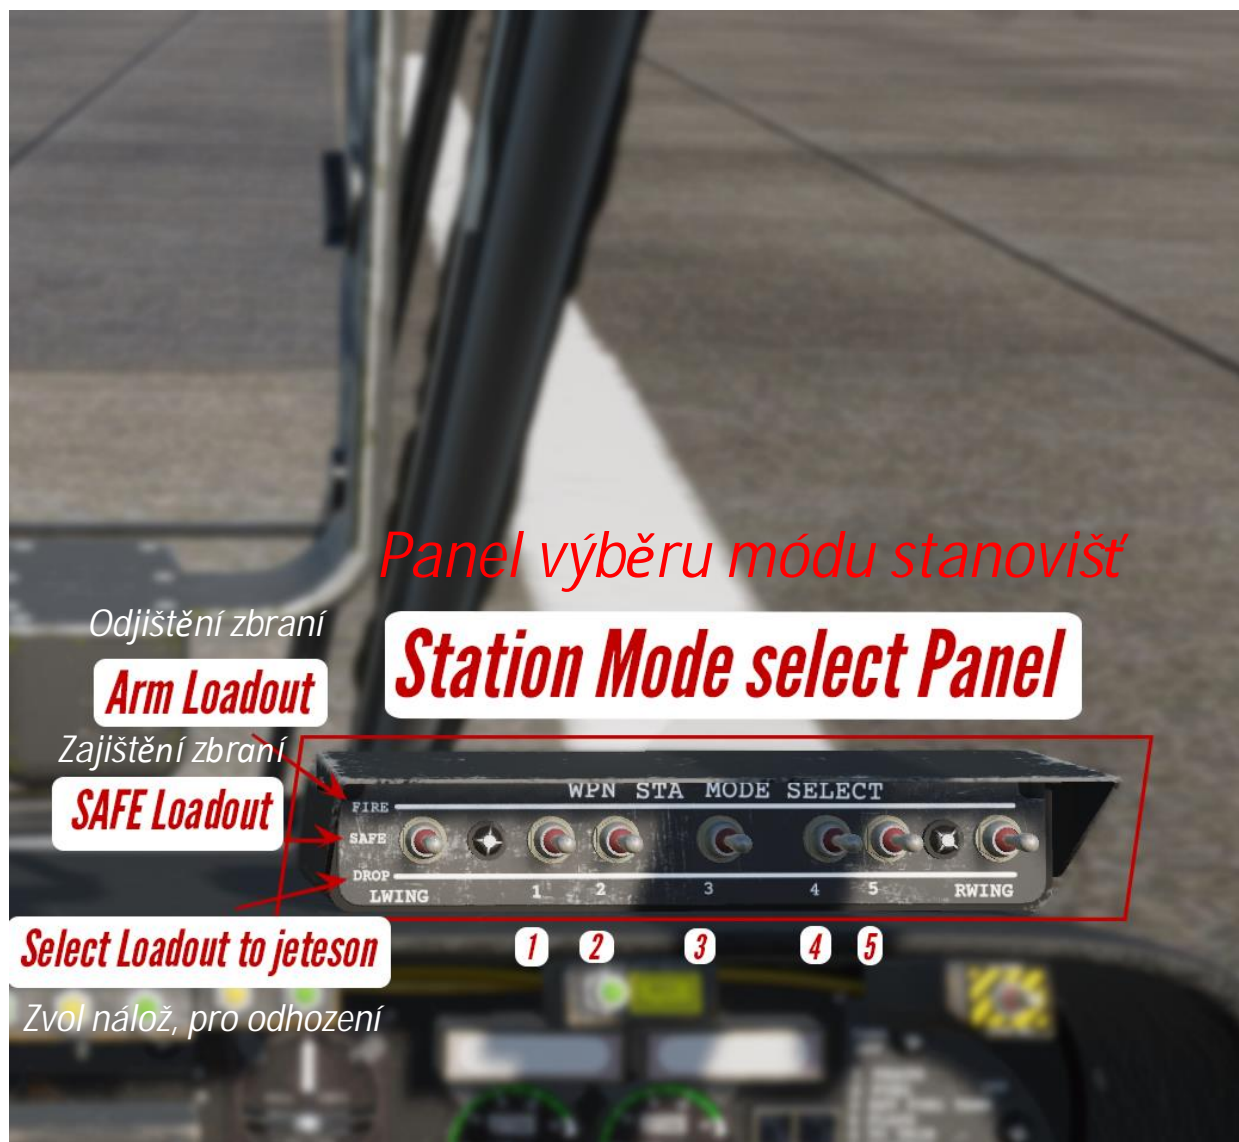 Panel výběru módu stanovišť
Odjištění zbraní
Station Mode select Panel
Arm Loadout
Zajištění zbraní
SAFE Loadout
WPN STA MODE SELECT
FIRE
SAFE
DROP
LWING 1 2 3 4 5 RWING
1 2 3 4 5
Select Loadout to jeteson
Zvol nálož, pro odhození